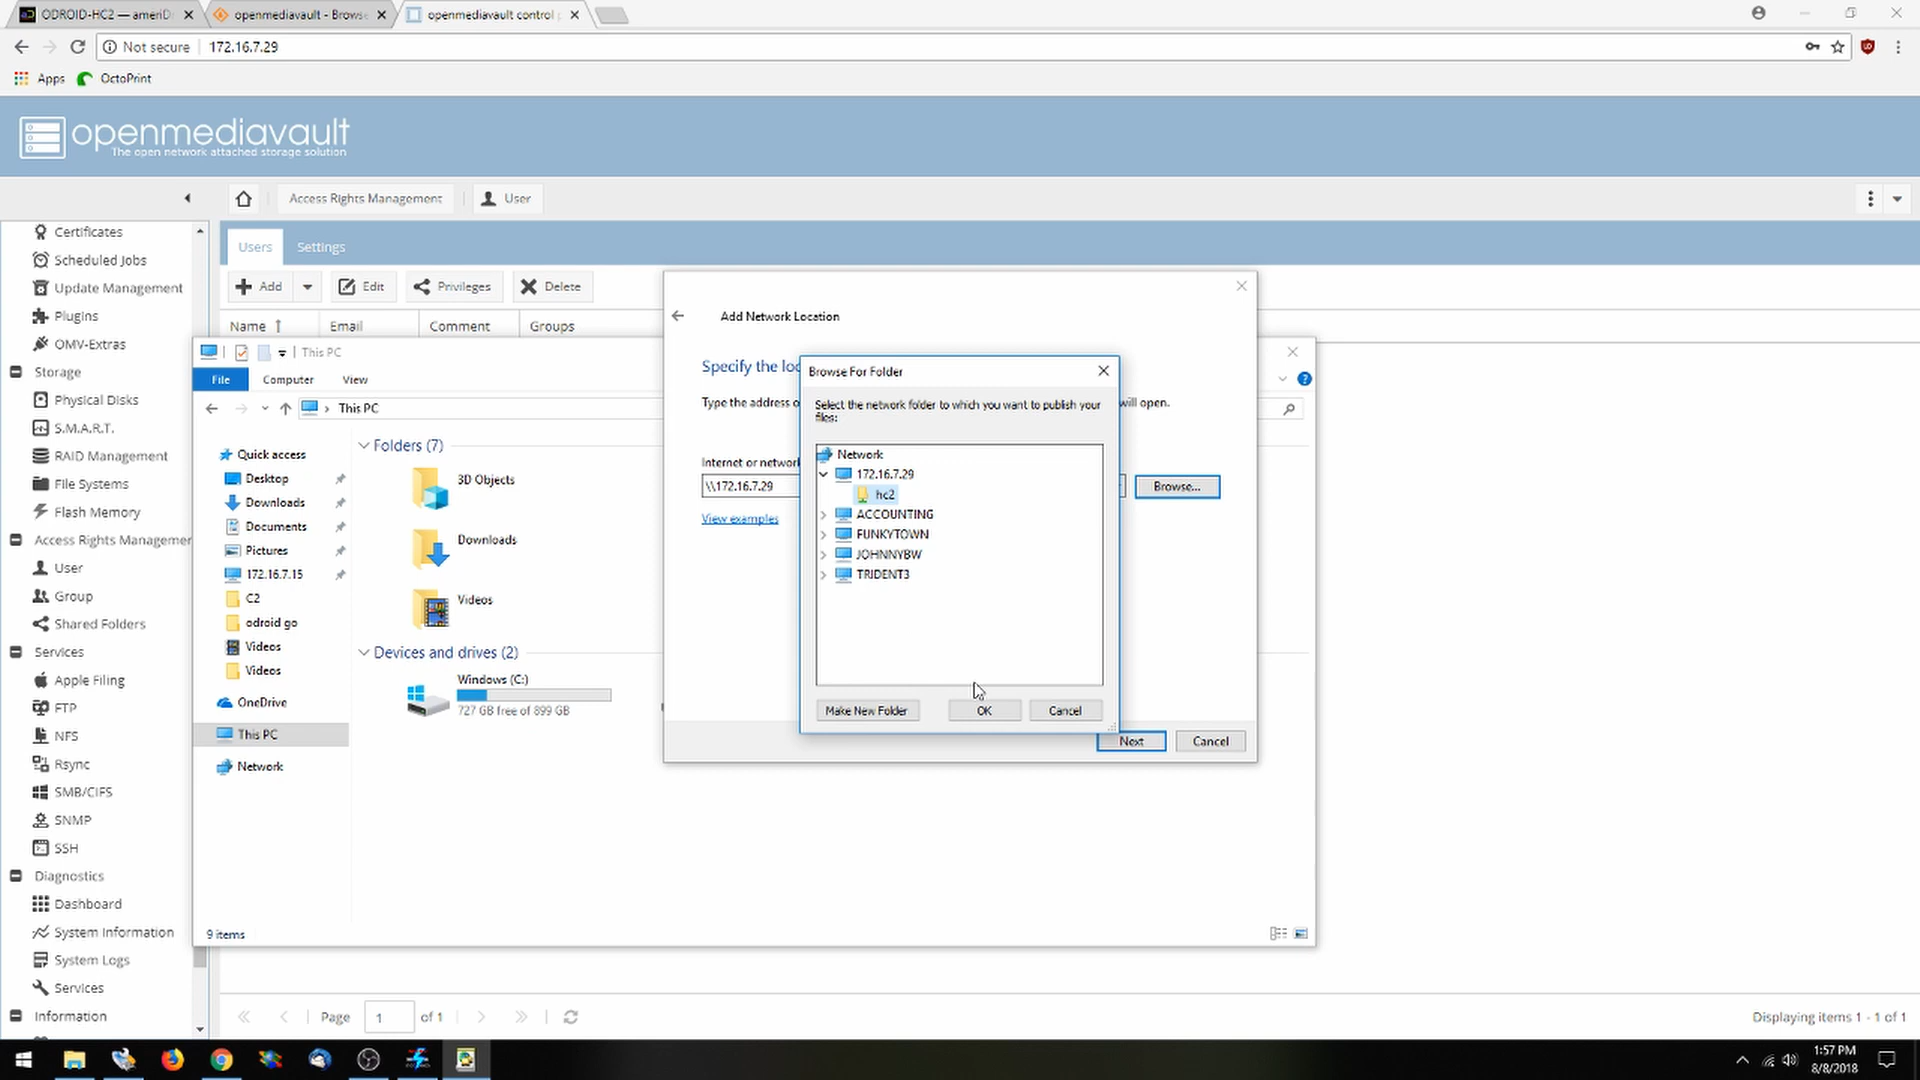 ODROID-HC2 — ameriD
openmediavault - Browse
openmediavault control p
Not secure
172.16.7.29
Apps
OctoPrint
openmediavault
The open network attached storage solution
Access Rights Management
User
Certificates
Scheduled Jobs
Update Management
Plugins
OMV-Extras
Storage
Physical Disks
S.M.A.R.T.
RAID Management
File Systems
Flash Memory
Access Rights Managemer
User
Group
Shared Folders
Services
Apple Filing
FTP
NFS
Rsync
SMB/CIFS
SNMP
SSH
Diagnostics
Dashboard
System Information
System Logs
Services
Information
Users
Settings
Add
Edit
Privileges
Delete
Name
Email
Comment
Groups
This PC
File
Computer
View
This PC
Quick access
Desktop
Downloads
Documents
Pictures
172.16.7.15
C2
odroid go
Videos
Videos
OneDrive
This PC
Network
Folders (7)
3D Objects
Downloads
Videos
Devices and drives (2)
Windows (C:)
727 GB free of 899 GB
9 items
Add Network Location
Specify the loc
Type the address o
will open.
Internet or network
\\172.16.7.29
Browse...
View examples
Next
Cancel
Browse For Folder
Select the network folder to which you want to publish your
files:
Network
172.16.7.29
hc2
ACCOUNTING
FUNKYTOWN
JOHNNYBW
TRIDENT3
Make New Folder
OK
Cancel
Page
1
of 1
Displaying items 1 - 1 of 1
1:57 PM
8/8/2018